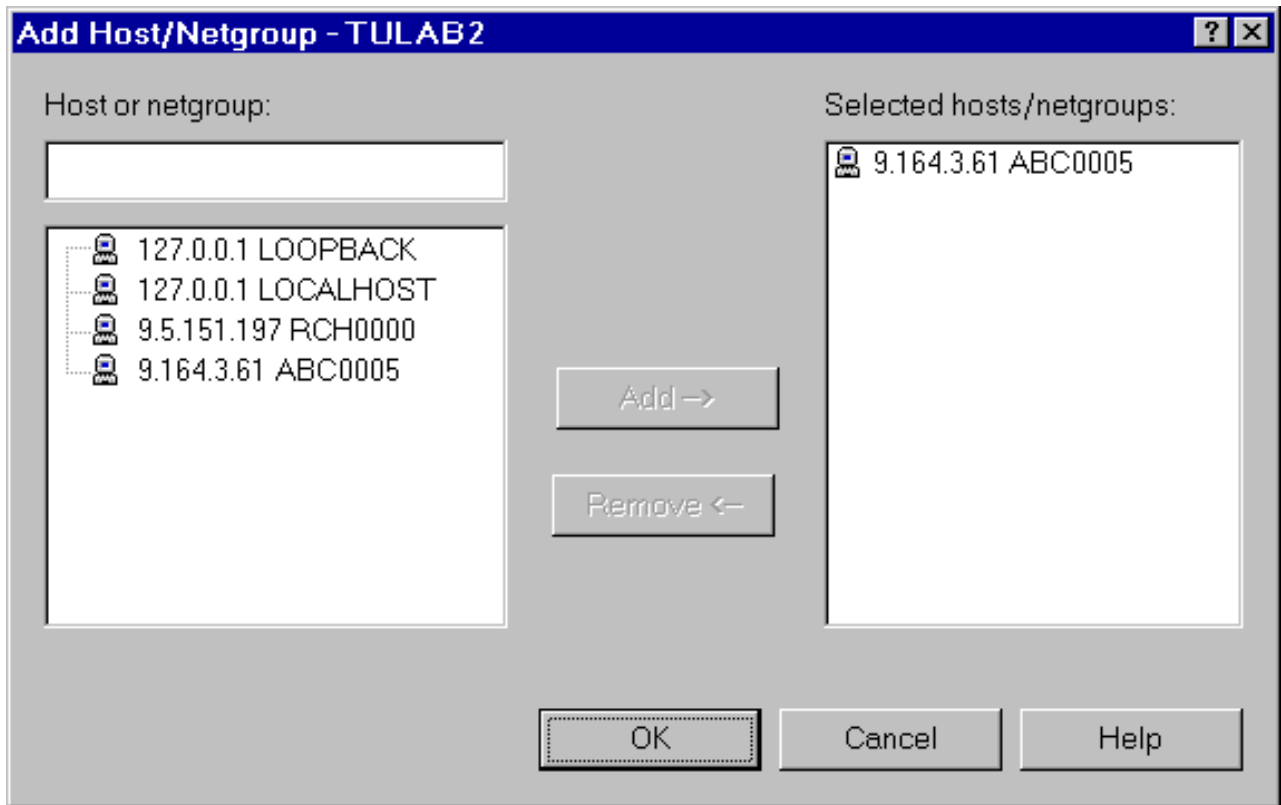 Add Host/Netgroup - TULAB2
Host or netgroup:
127.0.0.1 LOOPBACK
127.0.0.1 LOCALHOST
9.5.151.197 RCH0000
9.164.3.61 ABC0005
Add -->
Remove <--
Selected hosts/netgroups:
9.164.3.61 ABC0005
OK
Cancel
Help